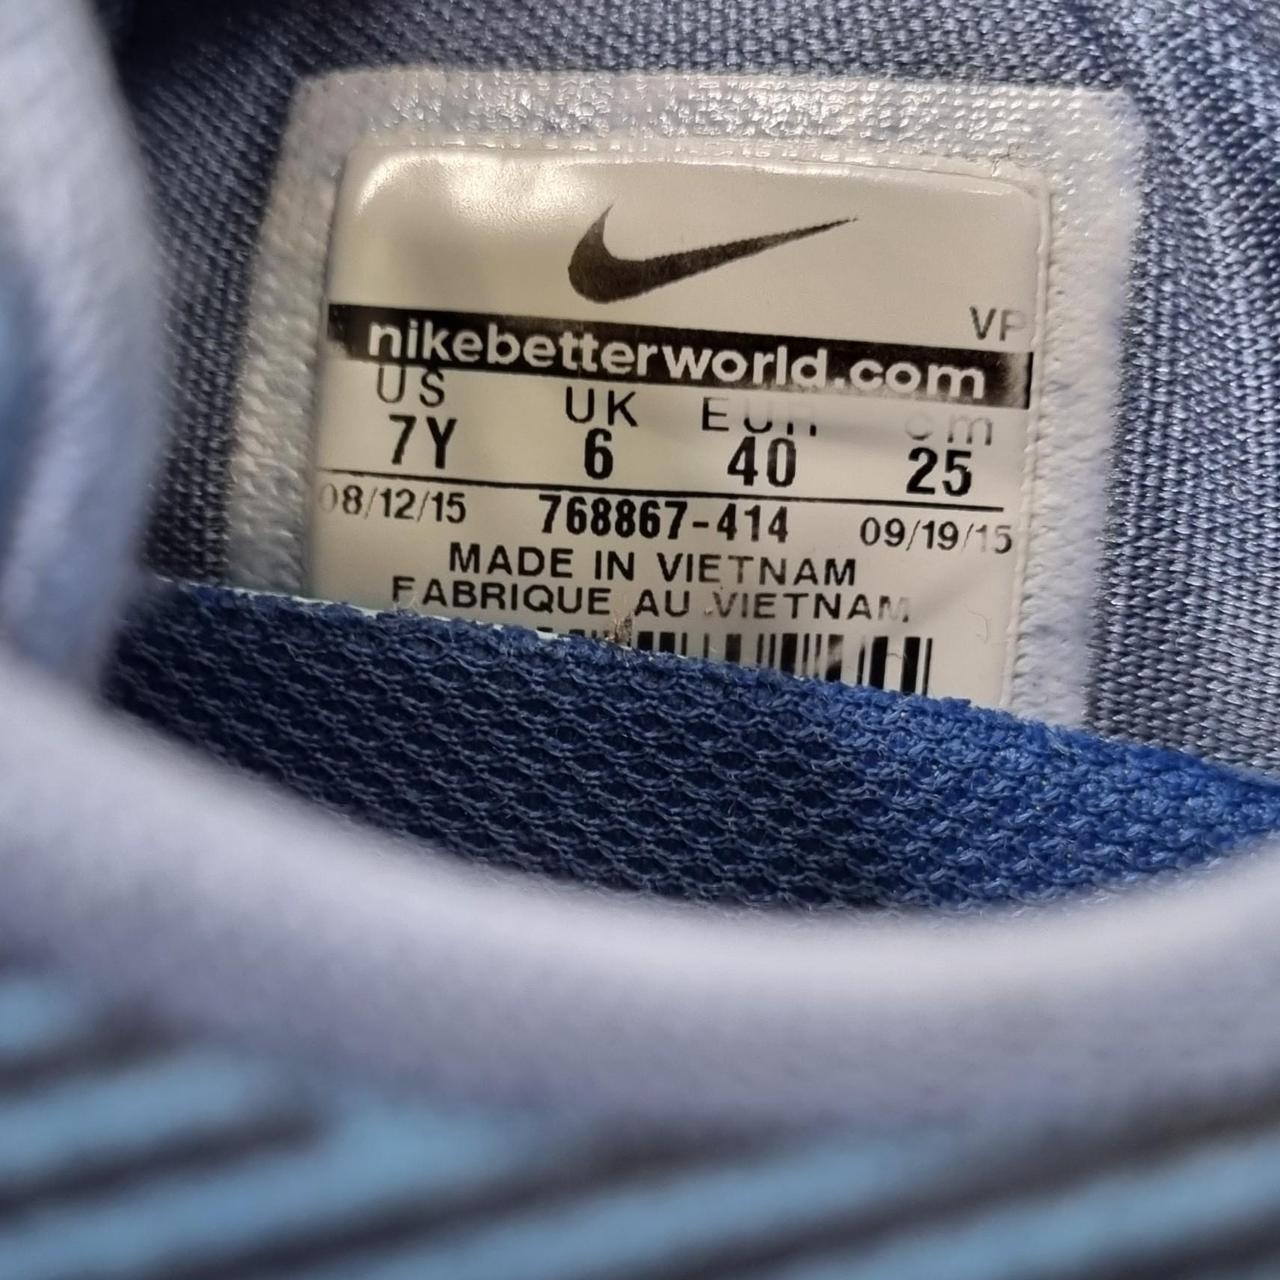 VP
nikebetterworld.com
US UK EUR cm
7Y 6 40 25
08/12/15 768867-414 09/19/15
MADE IN VIETNAM
FABRIQUE AU VIETNAM